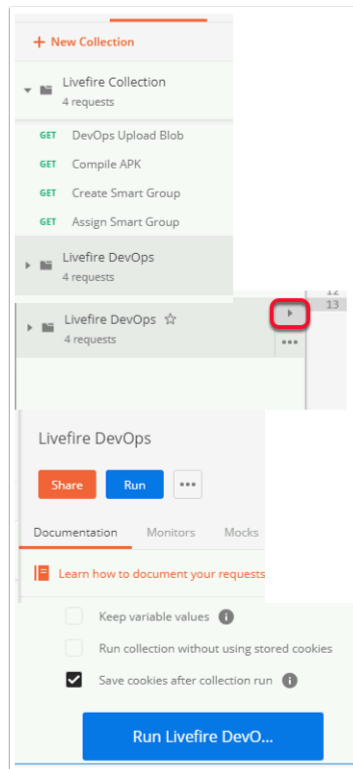 + New Collection
Livefire Collection
4 requests
GET DevOps Upload Blob
GET Compile APK
GET Create Smart Group
GET Assign Smart Group
Livefire DevOps
4 requests
13
Livefire DevOps
4 requests
Livefire DevOps
Share Run
Documentation Monitors Mocks
Learn how to document your requests
Keep variable values
Run collection without using stored cookies
Save cookies after collection run
Run Livefire DevO...